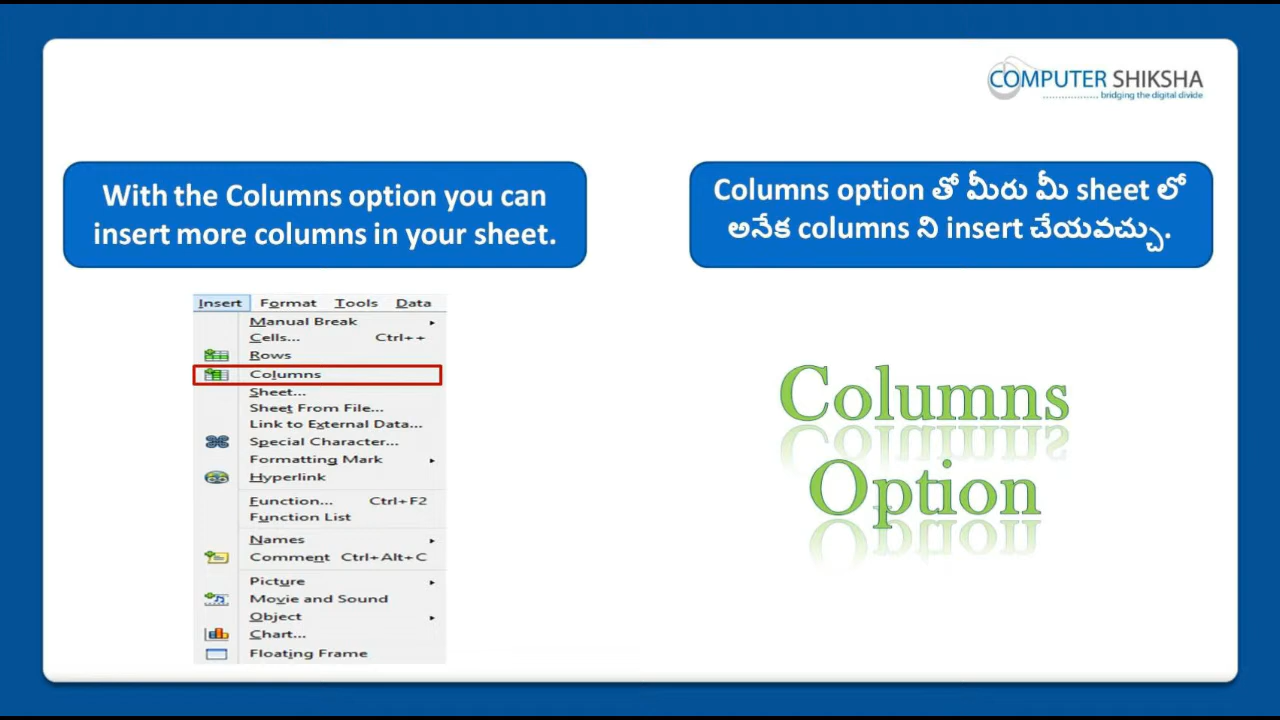 COMPUTER SHIKSHA
.................. bridging the digital divide
With the Columns option you can
insert more columns in your sheet.
Columns option తో మీరు మీ sheet లో
అనేక columns ని insert చేయవచ్చు.
Insert Format Tools Data
Manual Break
Cells... Ctrl++
Rows
Columns
Sheet...
Sheet From File...
Link to External Data...
Special Character...
Formatting Mark
Hyperlink
Function... Ctrl+F2
Function List
Names
Comment Ctrl+Alt+C
Picture
Movie and Sound
Object
Chart...
Floating Frame
Columns
Option